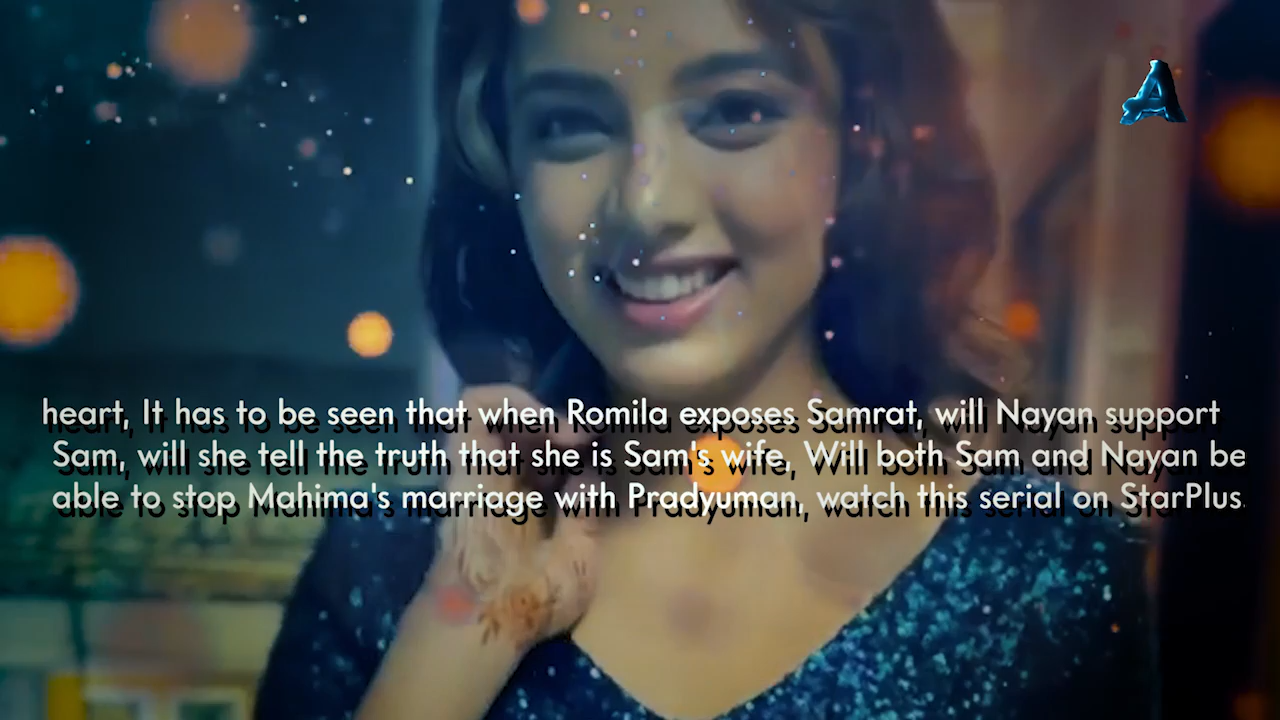 A
heart, It has to be seen that when Romila exposes Samrat, will Nayan support
Sam, will she tell the truth that she is Sam's wife, Will both Sam and Nayan be
able to stop Mahima's marriage with Pradyuman, watch this serial on StarPlus.